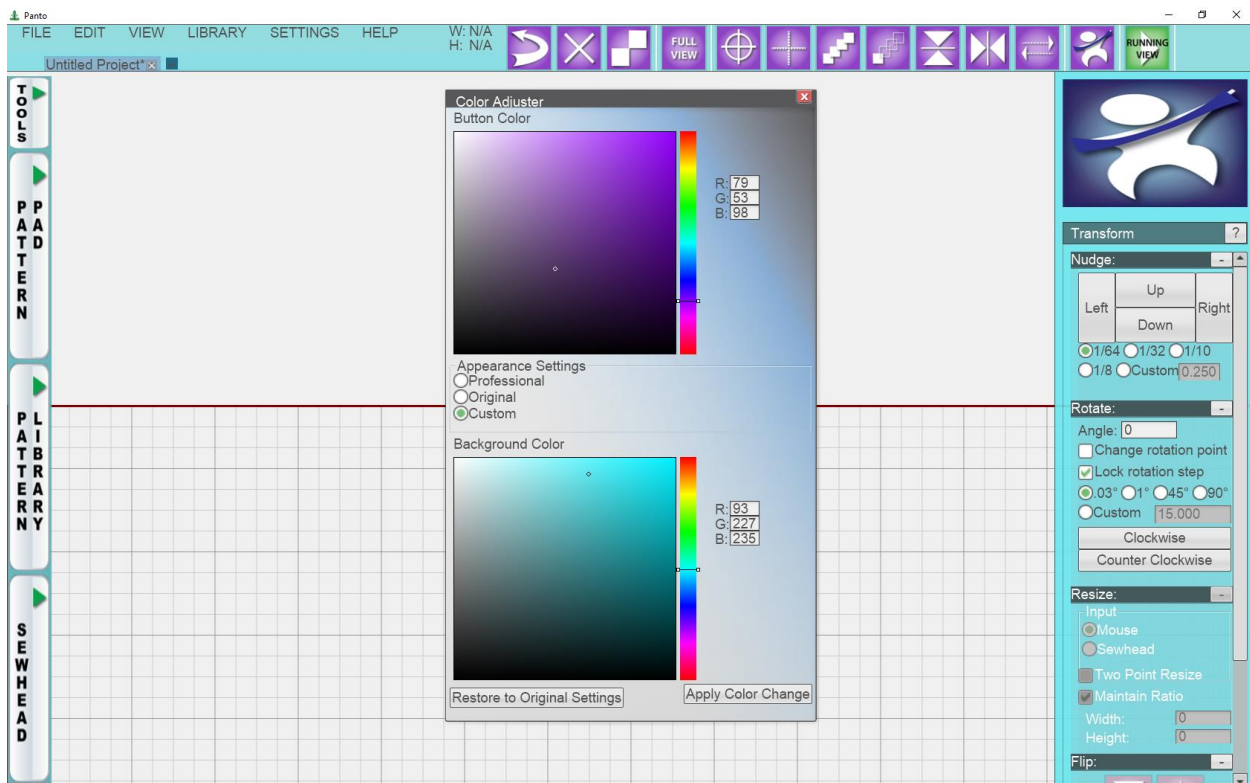 Panto
FILE EDIT VIEW LIBRARY SETTINGS HELP
W: N/A
H: N/A
FULL VIEW
RUNNING VIEW
Untitled Project*
TOOLS
PATTERN PAD
PATTERN LIBRARY
SEWHEAD
Color Adjuster
Button Color
R: 79
G: 53
B: 98
Appearance Settings
Professional
Original
Custom
Background Color
R: 93
G: 227
B: 235
Restore to Original Settings
Apply Color Change
Transform ?
Nudge: -
Up
Left Right
Down
1/64 1/32 1/10
1/8 Custom 0.250
Rotate: -
Angle: 0
Change rotation point
Lock rotation step
.03° 1° 45° 90°
Custom 15.000
Clockwise
Counter Clockwise
Resize: -
Input
Mouse
Sewhead
Two Point Resize
Maintain Ratio
Width: 0
Height: 0
Flip: -